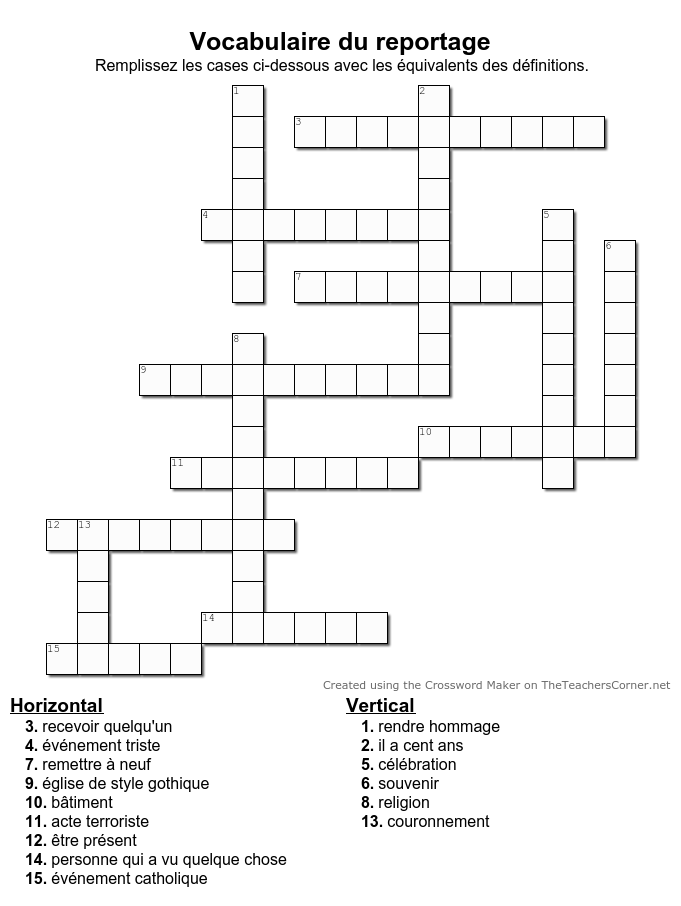 Vocabulaire du reportage
Remplissez les cases ci-dessous avec les équivalents des définitions.
1
2
3
4
5
6
7
8
9
10
11
12 13
14
15
Created using the Crossword Maker on TheTeachersCorner.net
Horizontal
3. recevoir quelqu'un
4. événement triste
7. remettre à neuf
9. église de style gothique
10. bâtiment
11. acte terroriste
12. être présent
14. personne qui a vu quelque chose
15. événement catholique
Vertical
1. rendre hommage
2. il a cent ans
5. célébration
6. souvenir
8. religion
13. couronnement